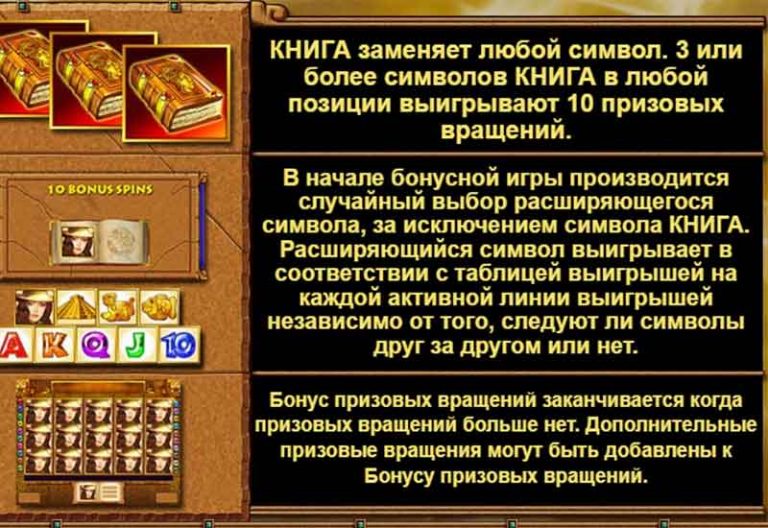 КНИГА заменяет любой символ. 3 или
более символов КНИГА в любой
позиции выигрывают 10 призовых
вращений.
10 BONUS SPINS
В начале бонусной игры производится
случайный выбор расширяющегося
символа, за исключением символа КНИГА.
Расширяющийся символ выигрывает в
соответствии с таблицей выигрышей на
каждой активной линии выигрышей
независимо от того, следуют ли символы
друг за другом или нет.
A K Q J 10
Бонус призовых вращений заканчивается когда
призовых вращений больше нет. Дополнительные
призовые вращения могут быть добавлены к
Бонусу призовых вращений.